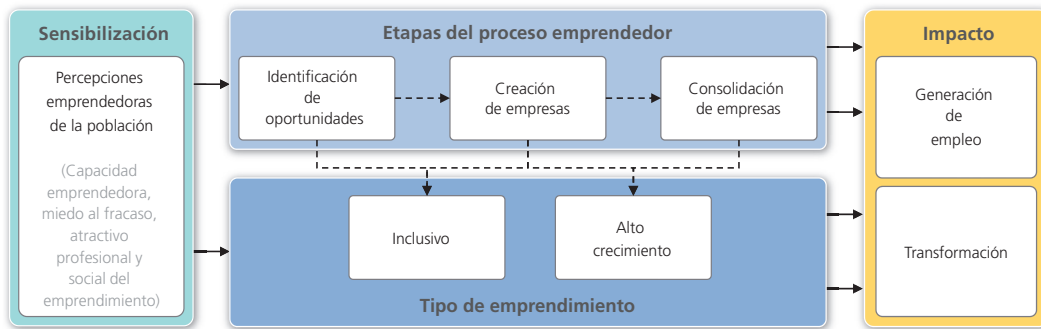 Sensibilización
Percepciones
emprendedoras
de la población
(Capacidad
emprendedora,
miedo al fracaso,
atractivo
profesional y
social del
emprendimiento)
Etapas del proceso emprendedor
Identificación
de
oportunidades
Creación
de empresas
Consolidación
de empresas
Inclusivo
Alto
crecimiento
Tipo de emprendimiento
Impacto
Generación
de
empleo
Transformación